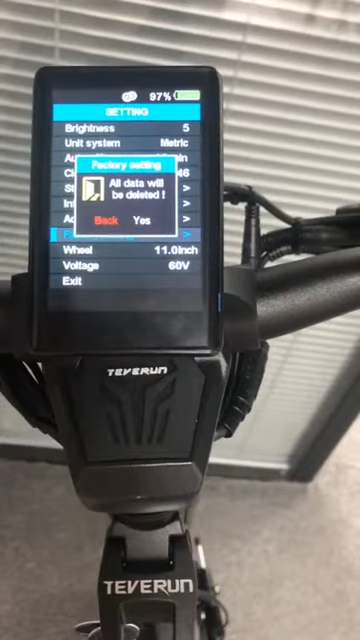 97%
SETTING
Brightness 5
Unit system Metric
Factory setting
All data will
be deleted !
Back Yes
>
>
>
>
Wheel 11.0Inch
Voltage 60V
Exit
TEVERUN
TEVERUN